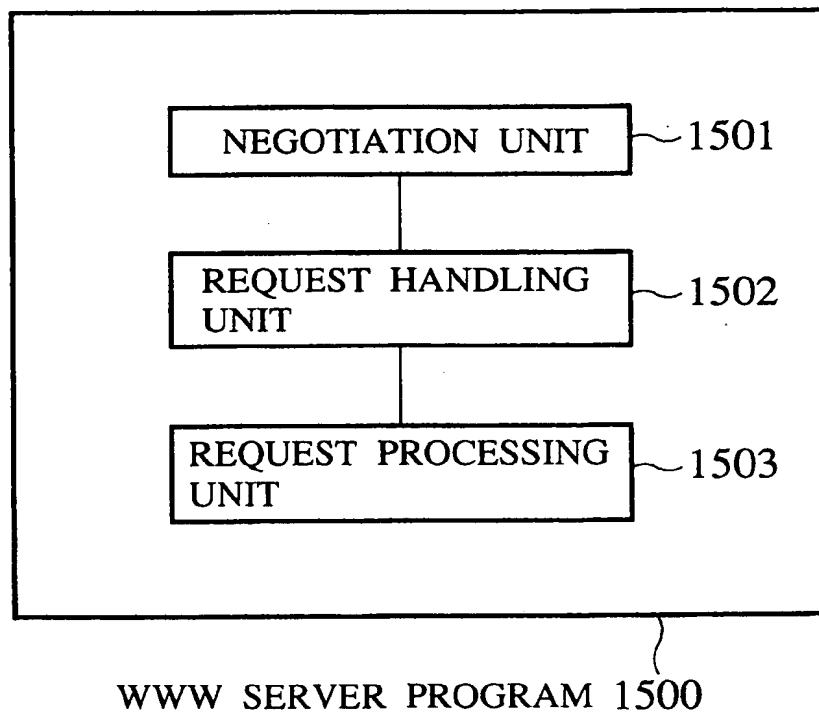 NEGOTIATION UNIT
1501
REQUEST HANDLING
UNIT
1502
REQUEST PROCESSING
UNIT
1503
WWW SERVER PROGRAM 1500